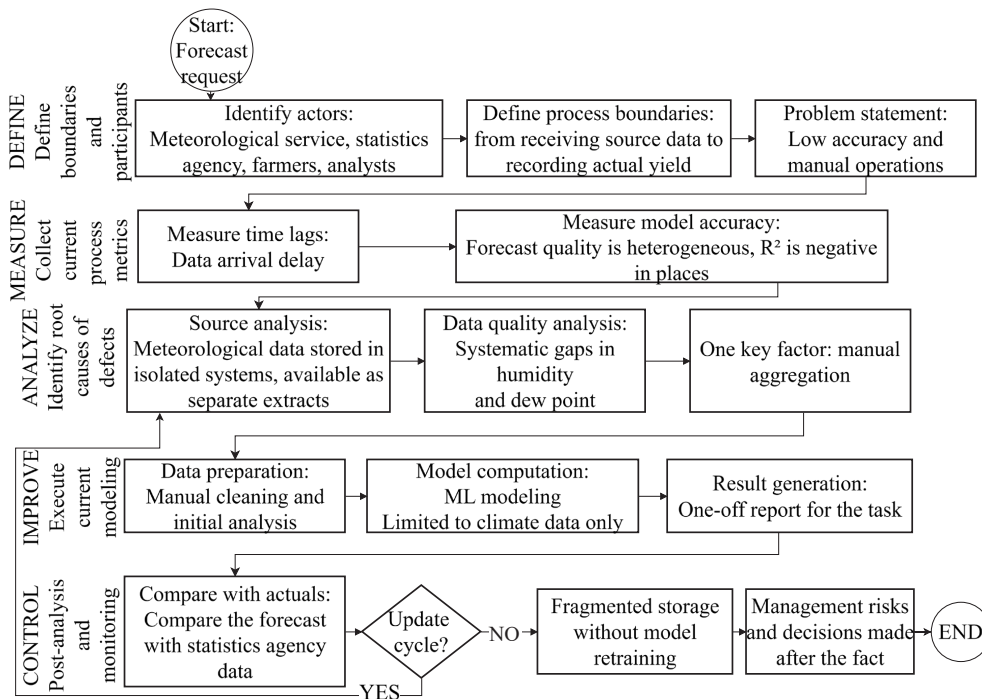 Start:
Forecast
request
DEFINE
Define
boundaries
and
participants
Identify actors:
Meteorological service, statistics
agency, farmers, analysts
Define process boundaries:
from receiving source data to
recording actual yield
Problem statement:
Low accuracy and
manual operations
MEASURE
Collect
current
process
metrics
Measure time lags:
Data arrival delay
Measure model accuracy:
Forecast quality is heterogeneous, R² is negative
in places
ANALYZE
Identify root
causes of
defects
Source analysis:
Meteorological data stored in
isolated systems, available as
separate extracts
Data quality analysis:
Systematic gaps in
humidity
and dew point
One key factor: manual
aggregation
IMPROVE
Execute
current
modeling
Data preparation:
Manual cleaning and
initial analysis
Model computation:
ML modeling
Limited to climate data only
Result generation:
One-off report for the task
CONTROL
Post-analysis
and
monitoring
Compare with actuals:
Compare the forecast
with statistics agency
data
Update
cycle?
NO
Fragmented storage
without model
retraining
Management risks
and decisions made
after the fact
END
YES